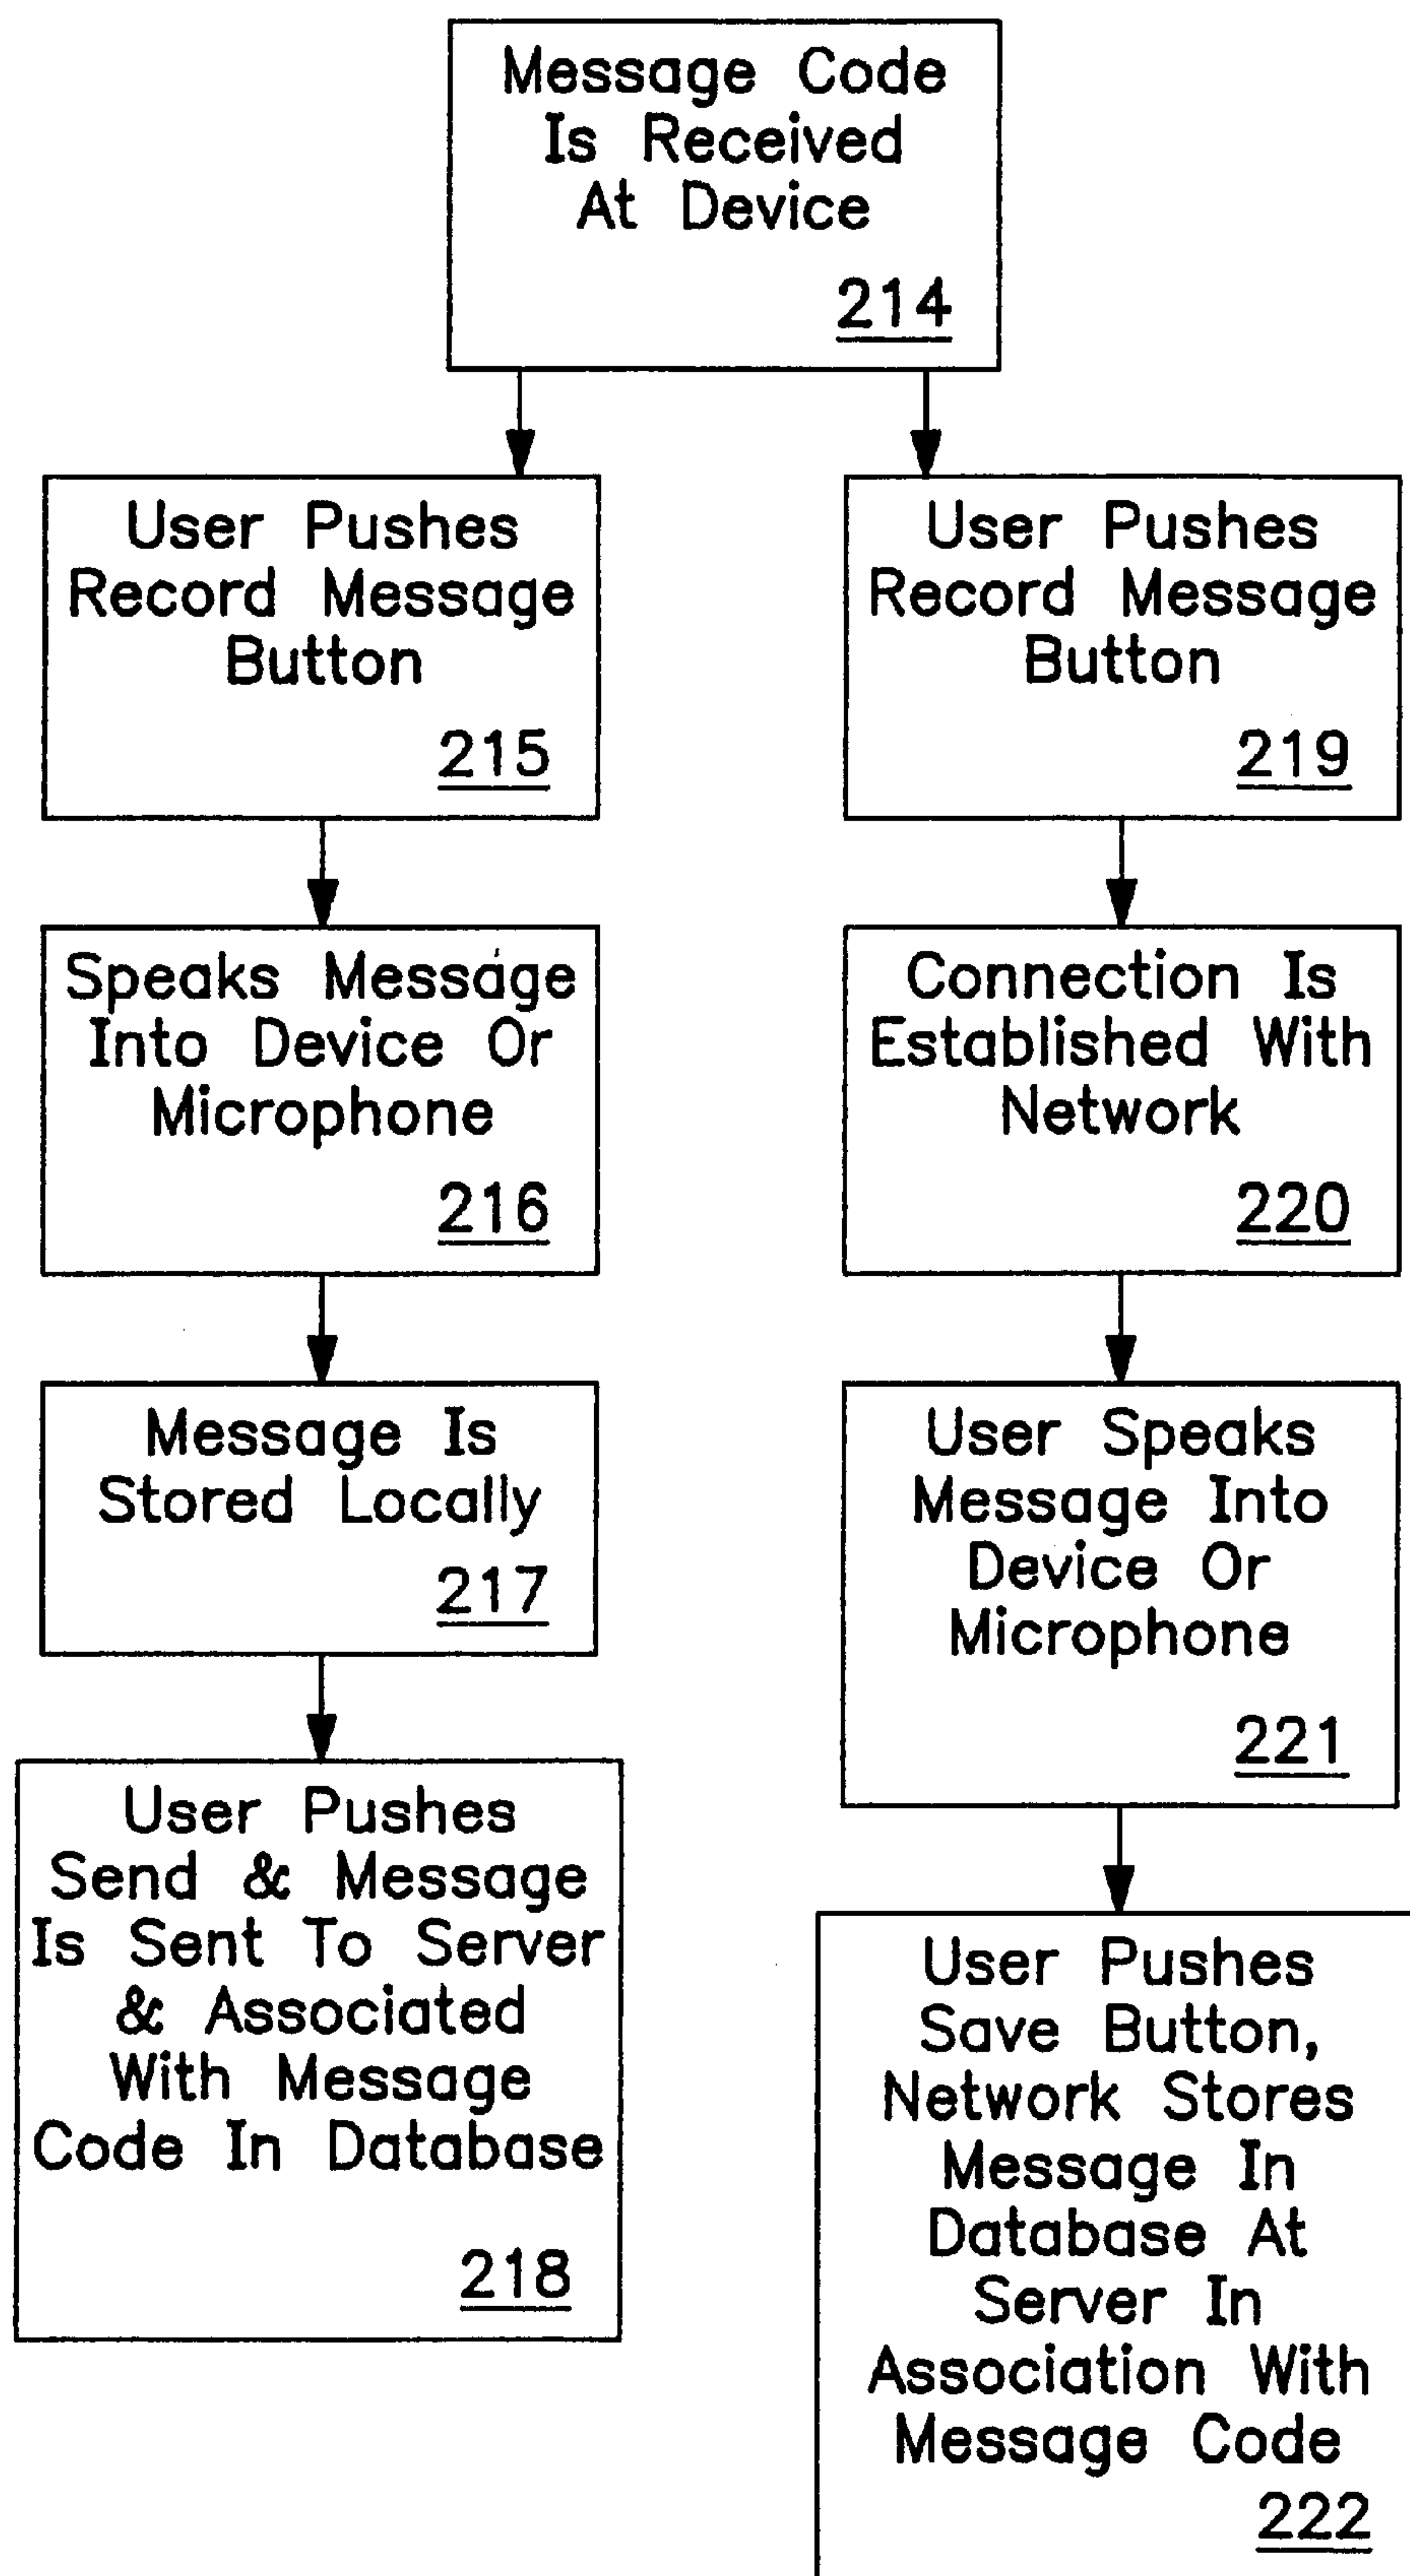 Message Code
Is Received
At Device
214
User Pushes
Record Message
Button
215
Speaks Message
Into Device Or
Microphone
216
Message Is
Stored Locally
217
User Pushes
Send & Message
Is Sent To Server
& Associated
With Message
Code In Database
218
User Pushes
Record Message
Button
219
Connection Is
Established With
Network
220
User Speaks
Message Into
Device Or
Microphone
221
User Pushes
Save Button,
Network Stores
Message In
Database At
Server In
Association With
Message Code
222